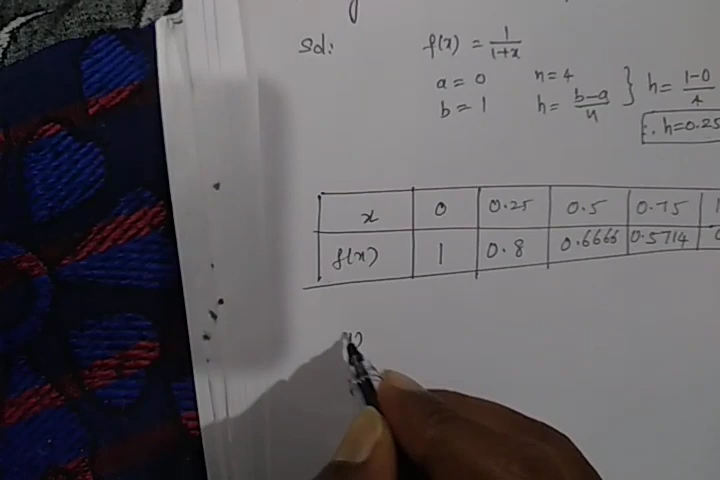 Sol: f(x) = 1/(1+x)
a = 0 n = 4 } h = (1-0)/4
b = 1 h = (b-a)/n
∴ h=0.25
x 0 0.25 0.5 0.75
f(x) 1 0.8 0.6666 0.5714